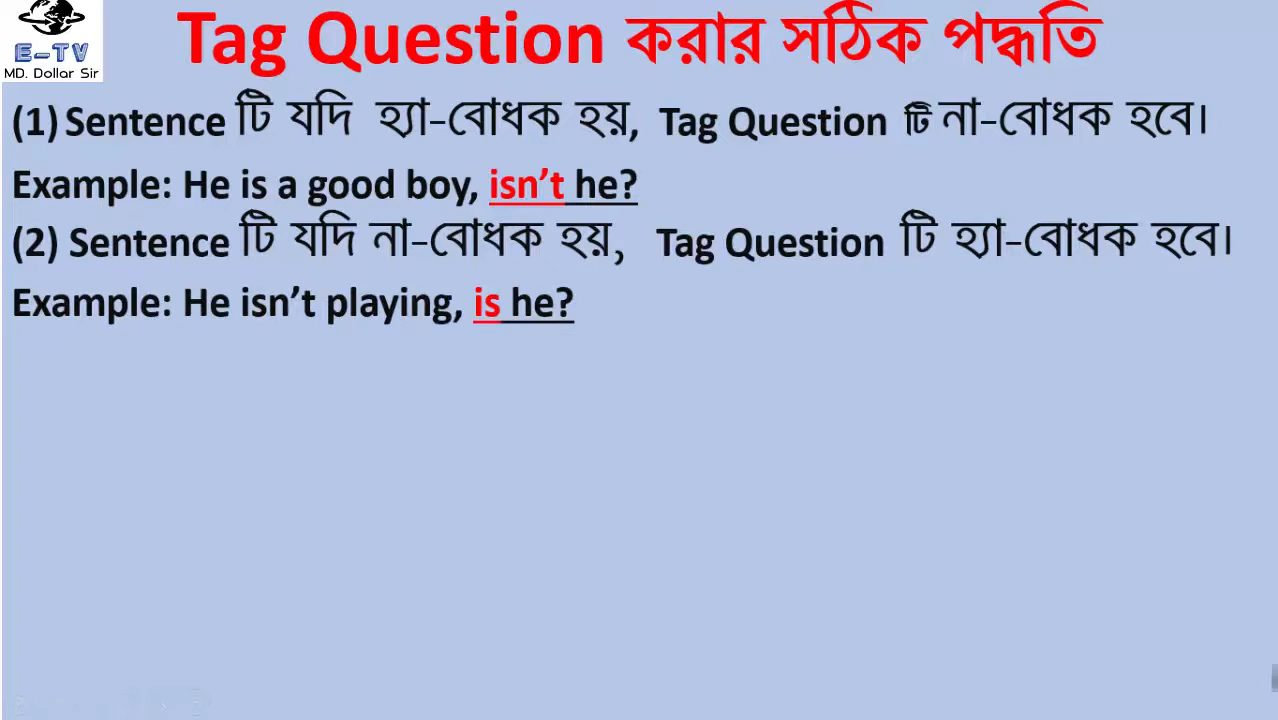 E-TV
MD. Dollar Sir
Tag Question করার সঠিক পদ্ধতি
(1) Sentence টি যদি হ্যা-বোধক হয়, Tag Question টি না-বোধক হবে।
Example: He is a good boy, isn’t he?
(2) Sentence টি যদি না-বোধক হয়, Tag Question টি হ্যা-বোধক হবে।
Example: He isn’t playing, is he?